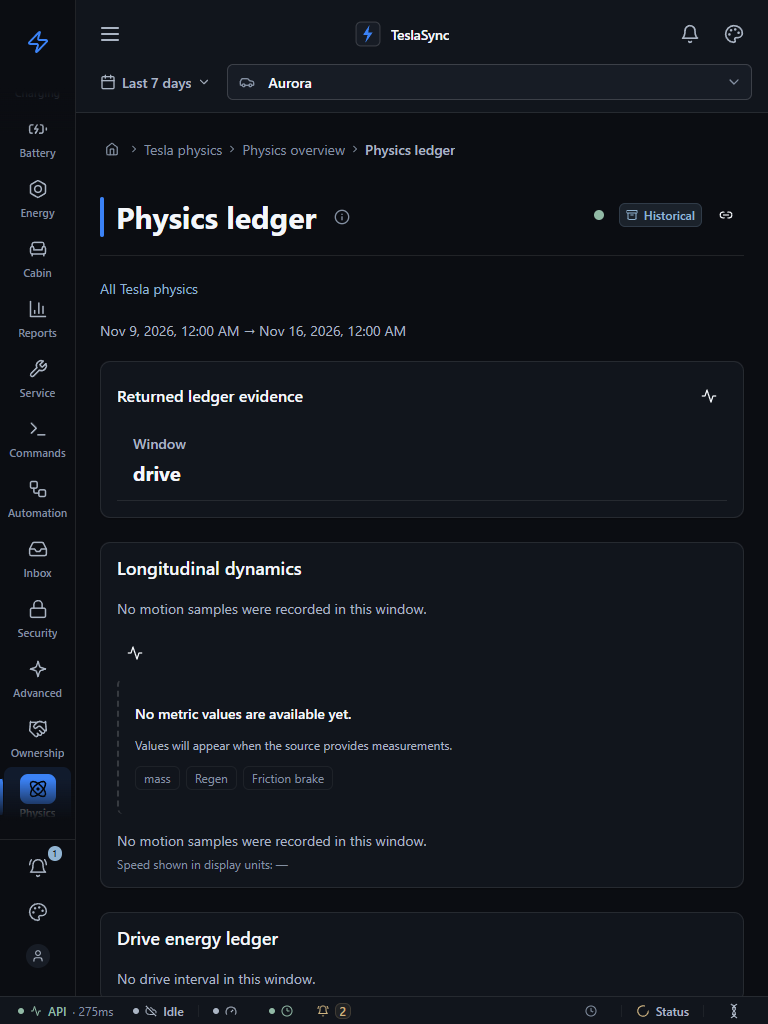 TeslaSync
Last 7 days
Aurora
Charging
Battery
Energy
Cabin
Reports
Service
Commands
Automation
Inbox
Security
Advanced
Ownership
Physics
1
Tesla physics > Physics overview > Physics ledger
Physics ledger
Historical
All Tesla physics
Nov 9, 2026, 12:00 AM → Nov 16, 2026, 12:00 AM
Returned ledger evidence
Window
drive
Longitudinal dynamics
No motion samples were recorded in this window.
No metric values are available yet.
Values will appear when the source provides measurements.
mass Regen Friction brake
No motion samples were recorded in this window.
Speed shown in display units: —
Drive energy ledger
No drive interval in this window.
API · 275ms Idle 2 Status